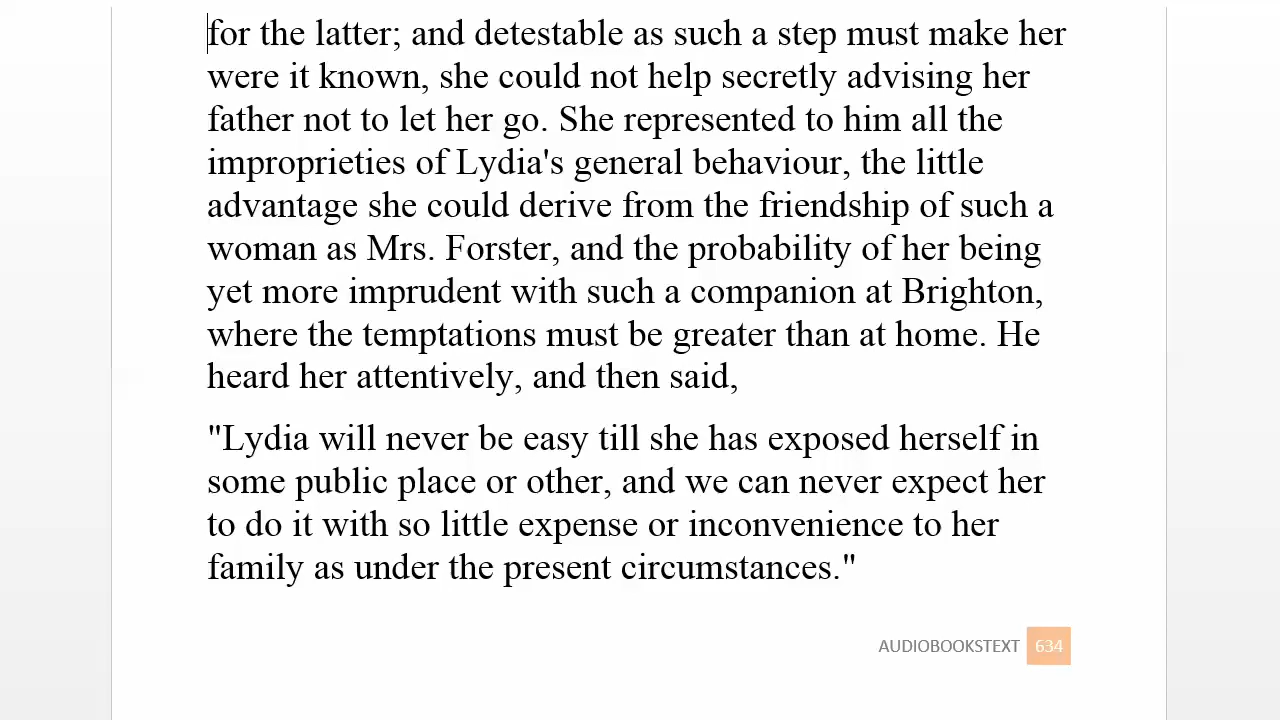 for the latter; and detestable as such a step must make her
were it known, she could not help secretly advising her
father not to let her go. She represented to him all the
improprieties of Lydia's general behaviour, the little
advantage she could derive from the friendship of such a
woman as Mrs. Forster, and the probability of her being
yet more imprudent with such a companion at Brighton,
where the temptations must be greater than at home. He
heard her attentively, and then said,
"Lydia will never be easy till she has exposed herself in
some public place or other, and we can never expect her
to do it with so little expense or inconvenience to her
family as under the present circumstances."
AUDIOBOOKSTEXT 634